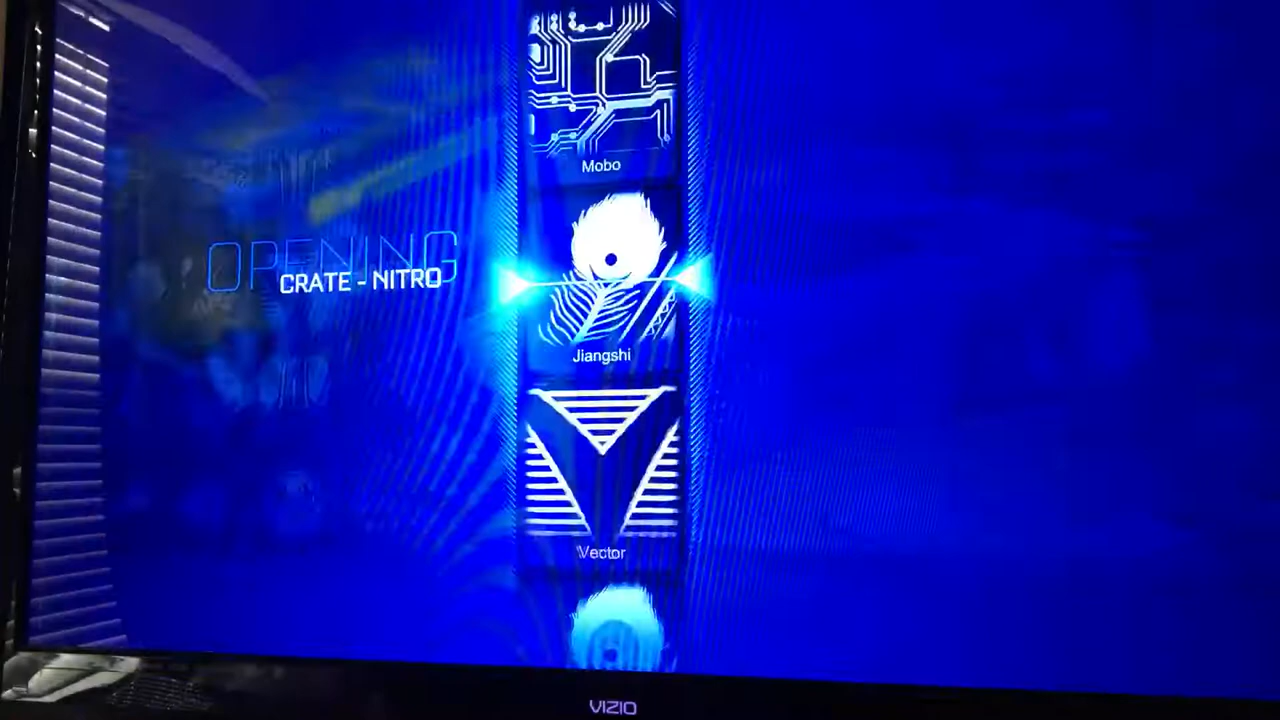 Mobo
OPENING
CRATE - NITRO
Jiangshi
Vector
VIZIO